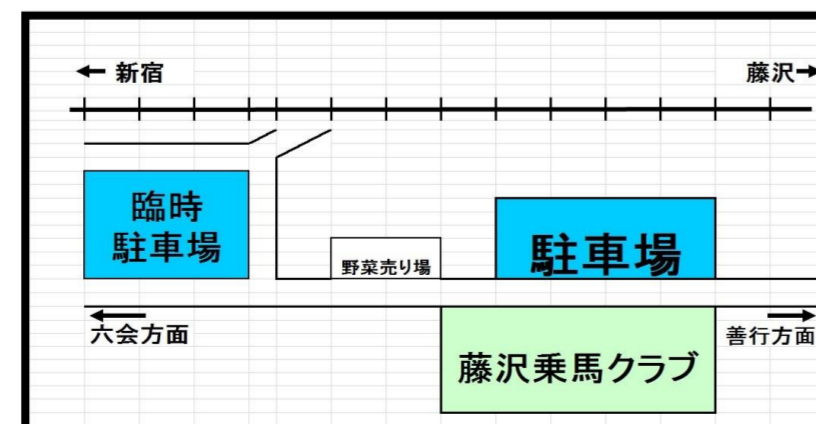 ← 新宿
藤沢→
臨時
駐車場
野菜売り場
駐車場
六会方面
善行方面
藤沢乗馬クラブ